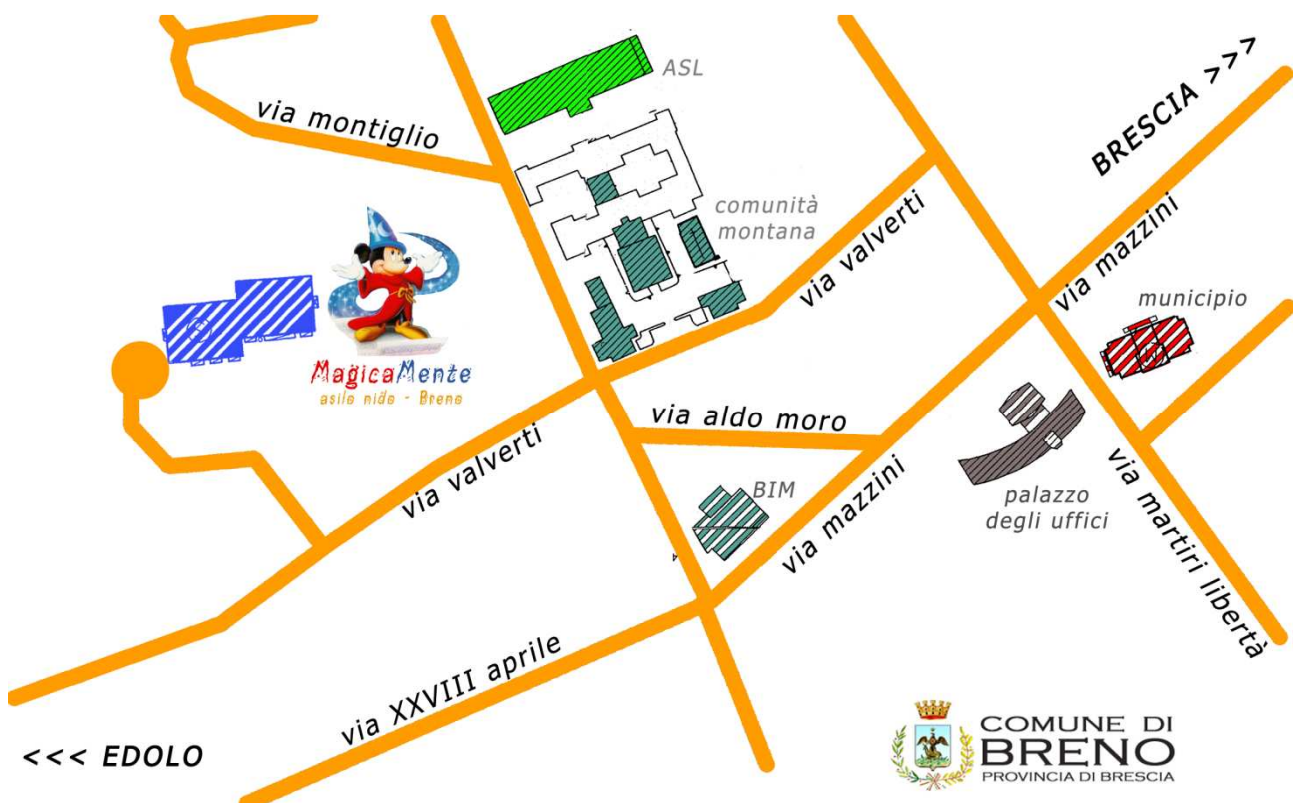 ASL
BRESCIA >>>
via montiglio
comunità
montana
via valverti
via mazzini
municipio
MagicaMente
asilo nido - Breno
via aldo moro
via valverti
BIM
via mazzini
palazzo
degli uffici
via martiri libertà
via XXVIII aprile
<<< EDOLO
COMUNE DI
BRENO
PROVINCIA DI BRESCIA